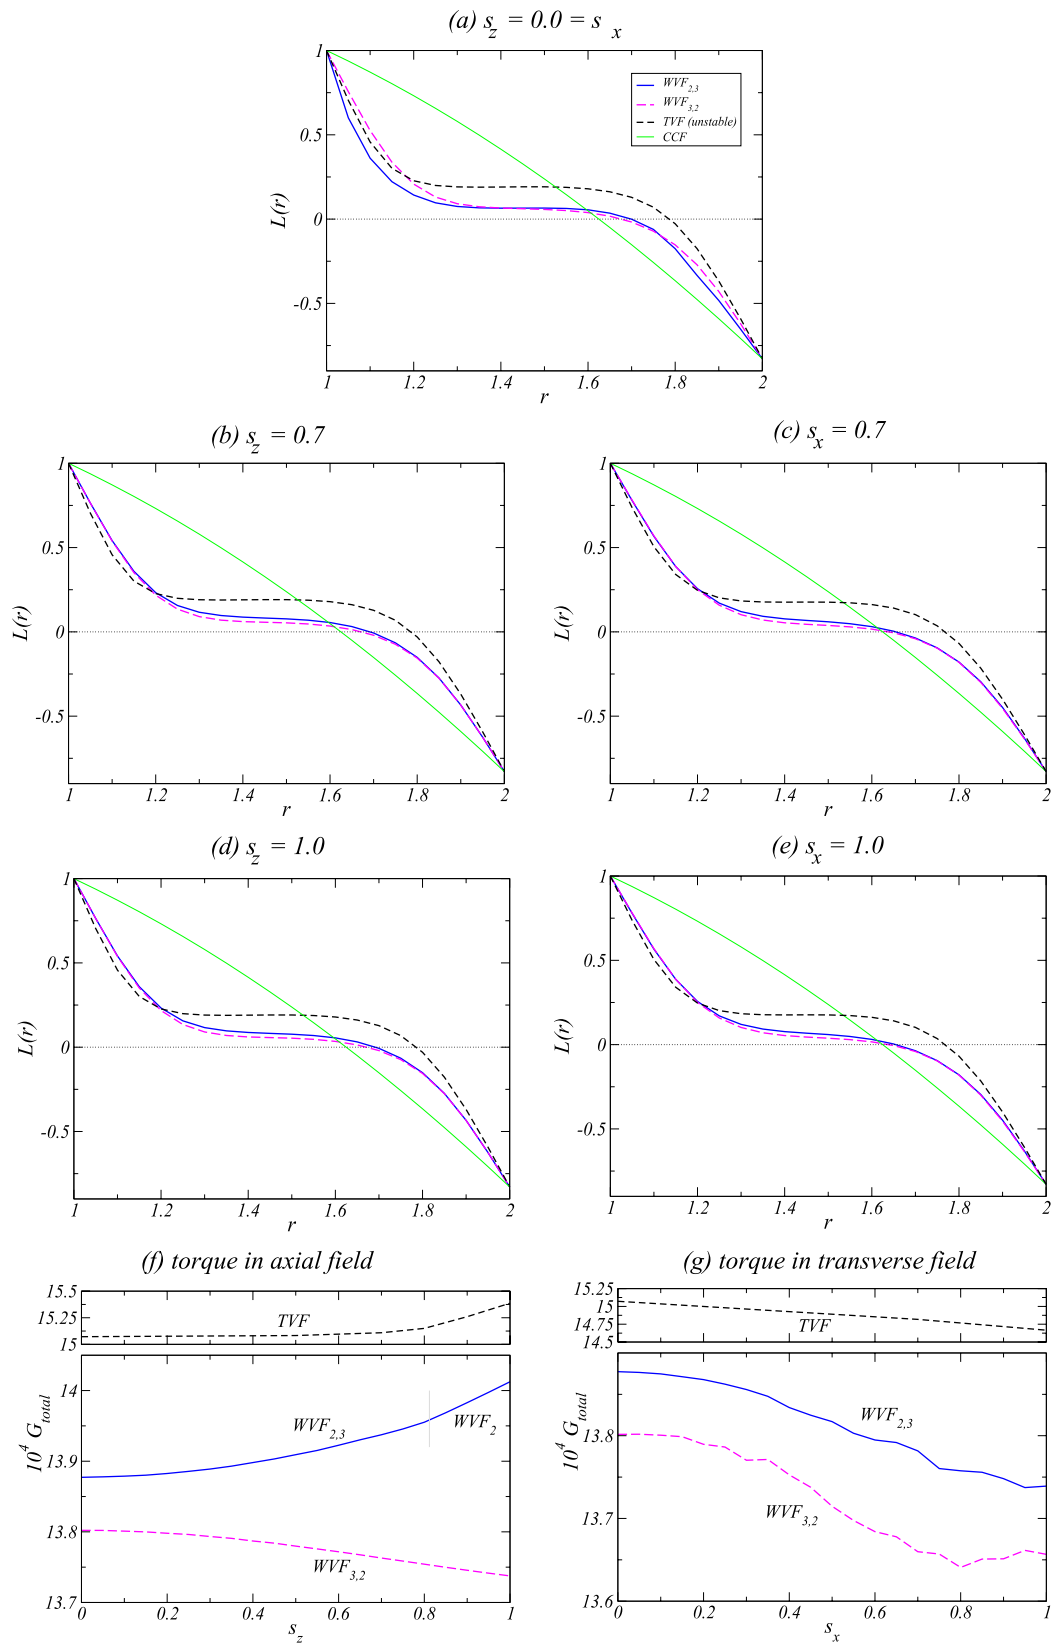 (a) s_z = 0.0 = s_x
1
0.5
0
-0.5
L(r)
WVF_2,3
WVF_3,2
TVF (unstable)
CCF
1 1.2 1.4 1.6 1.8 2
r
(b) s_z = 0.7
1
0.5
0
-0.5
L(r)
1 1.2 1.4 1.6 1.8 2
r
(c) s_x = 0.7
1
0.5
0
-0.5
L(r)
1 1.2 1.4 1.6 1.8 2
r
(d) s_z = 1.0
1
0.5
0
-0.5
L(r)
1 1.2 1.4 1.6 1.8 2
r
(e) s_x = 1.0
1
0.5
0
-0.5
L(r)
1 1.2 1.4 1.6 1.8 2
r
(f) torque in axial field
15.5
15.25
15
TVF
14
13.9
13.8
13.7
10^4 G_total
WVF_2,3
WVF_2
WVF_3,2
0 0.2 0.4 0.6 0.8 1
s_z
(g) torque in transverse field
15.25
15
14.75
14.5
TVF
13.8
13.7
13.6
10^4 G_total
WVF_2,3
WVF_3,2
0 0.2 0.4 0.6 0.8 1
s_x